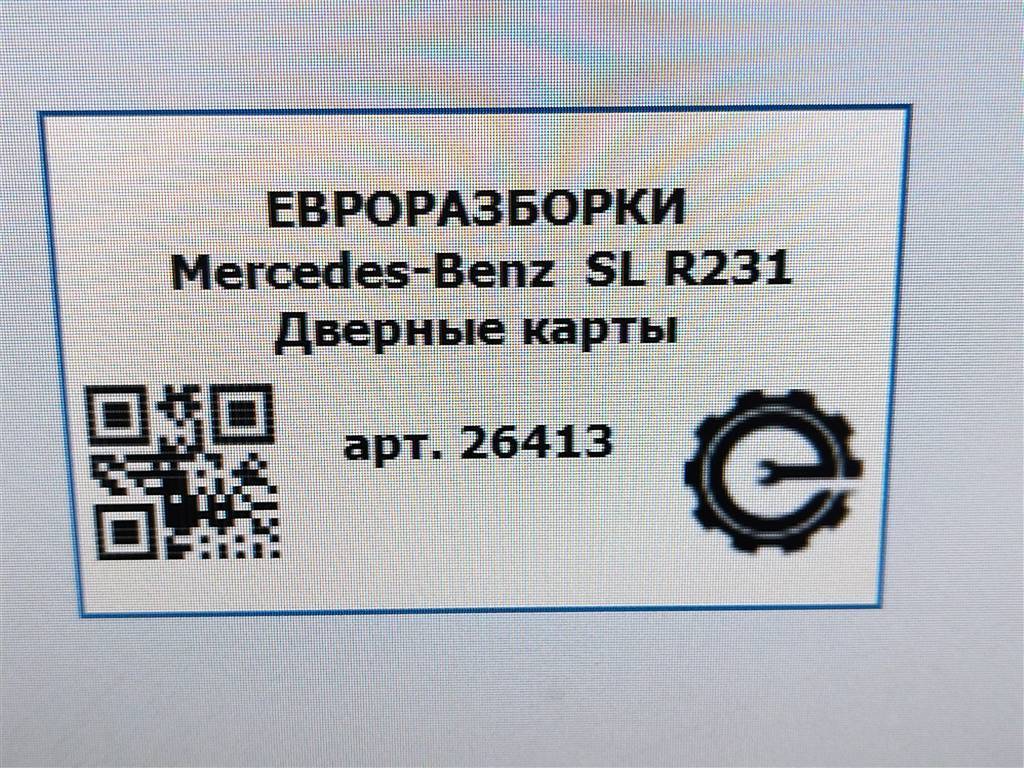 ЕВРОРАЗБОРКИ
Mercedes-Benz SL R231
Дверные карты
арт. 26413